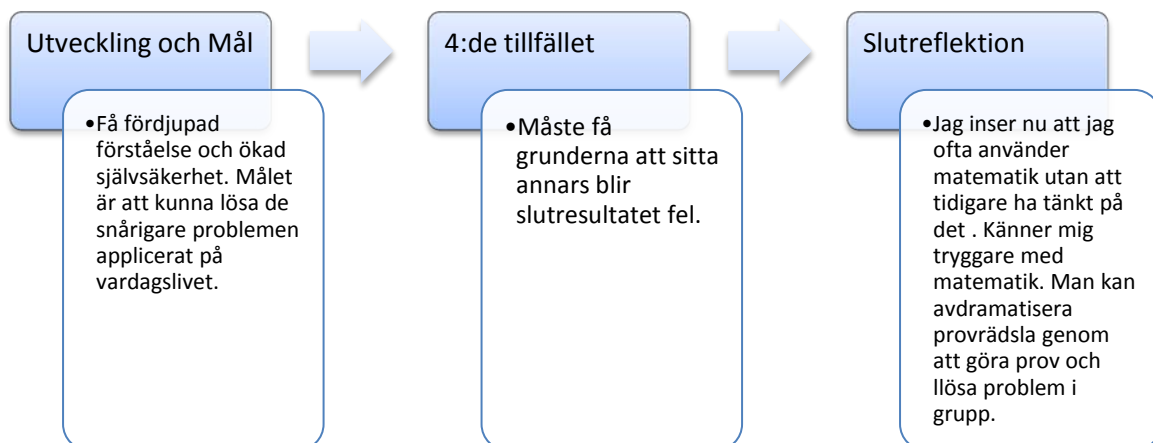 Utveckling och Mål
•Få fördjupad
förståelse och ökad
självsäkerhet. Målet
är att kunna lösa de
snårigare problemen
applicerat på
vardagslivet.
4:de tillfället
•Måste få
grunderna att sitta
annars blir
slutresultatet fel.
Slutreflektion
•Jag inser nu att jag
ofta använder
matematik utan att
tidigare ha tänkt på
det . Känner mig
tryggare med
matematik. Man kan
avdramatisera
provrädsla genom
att göra prov och
llösa problem i
grupp.